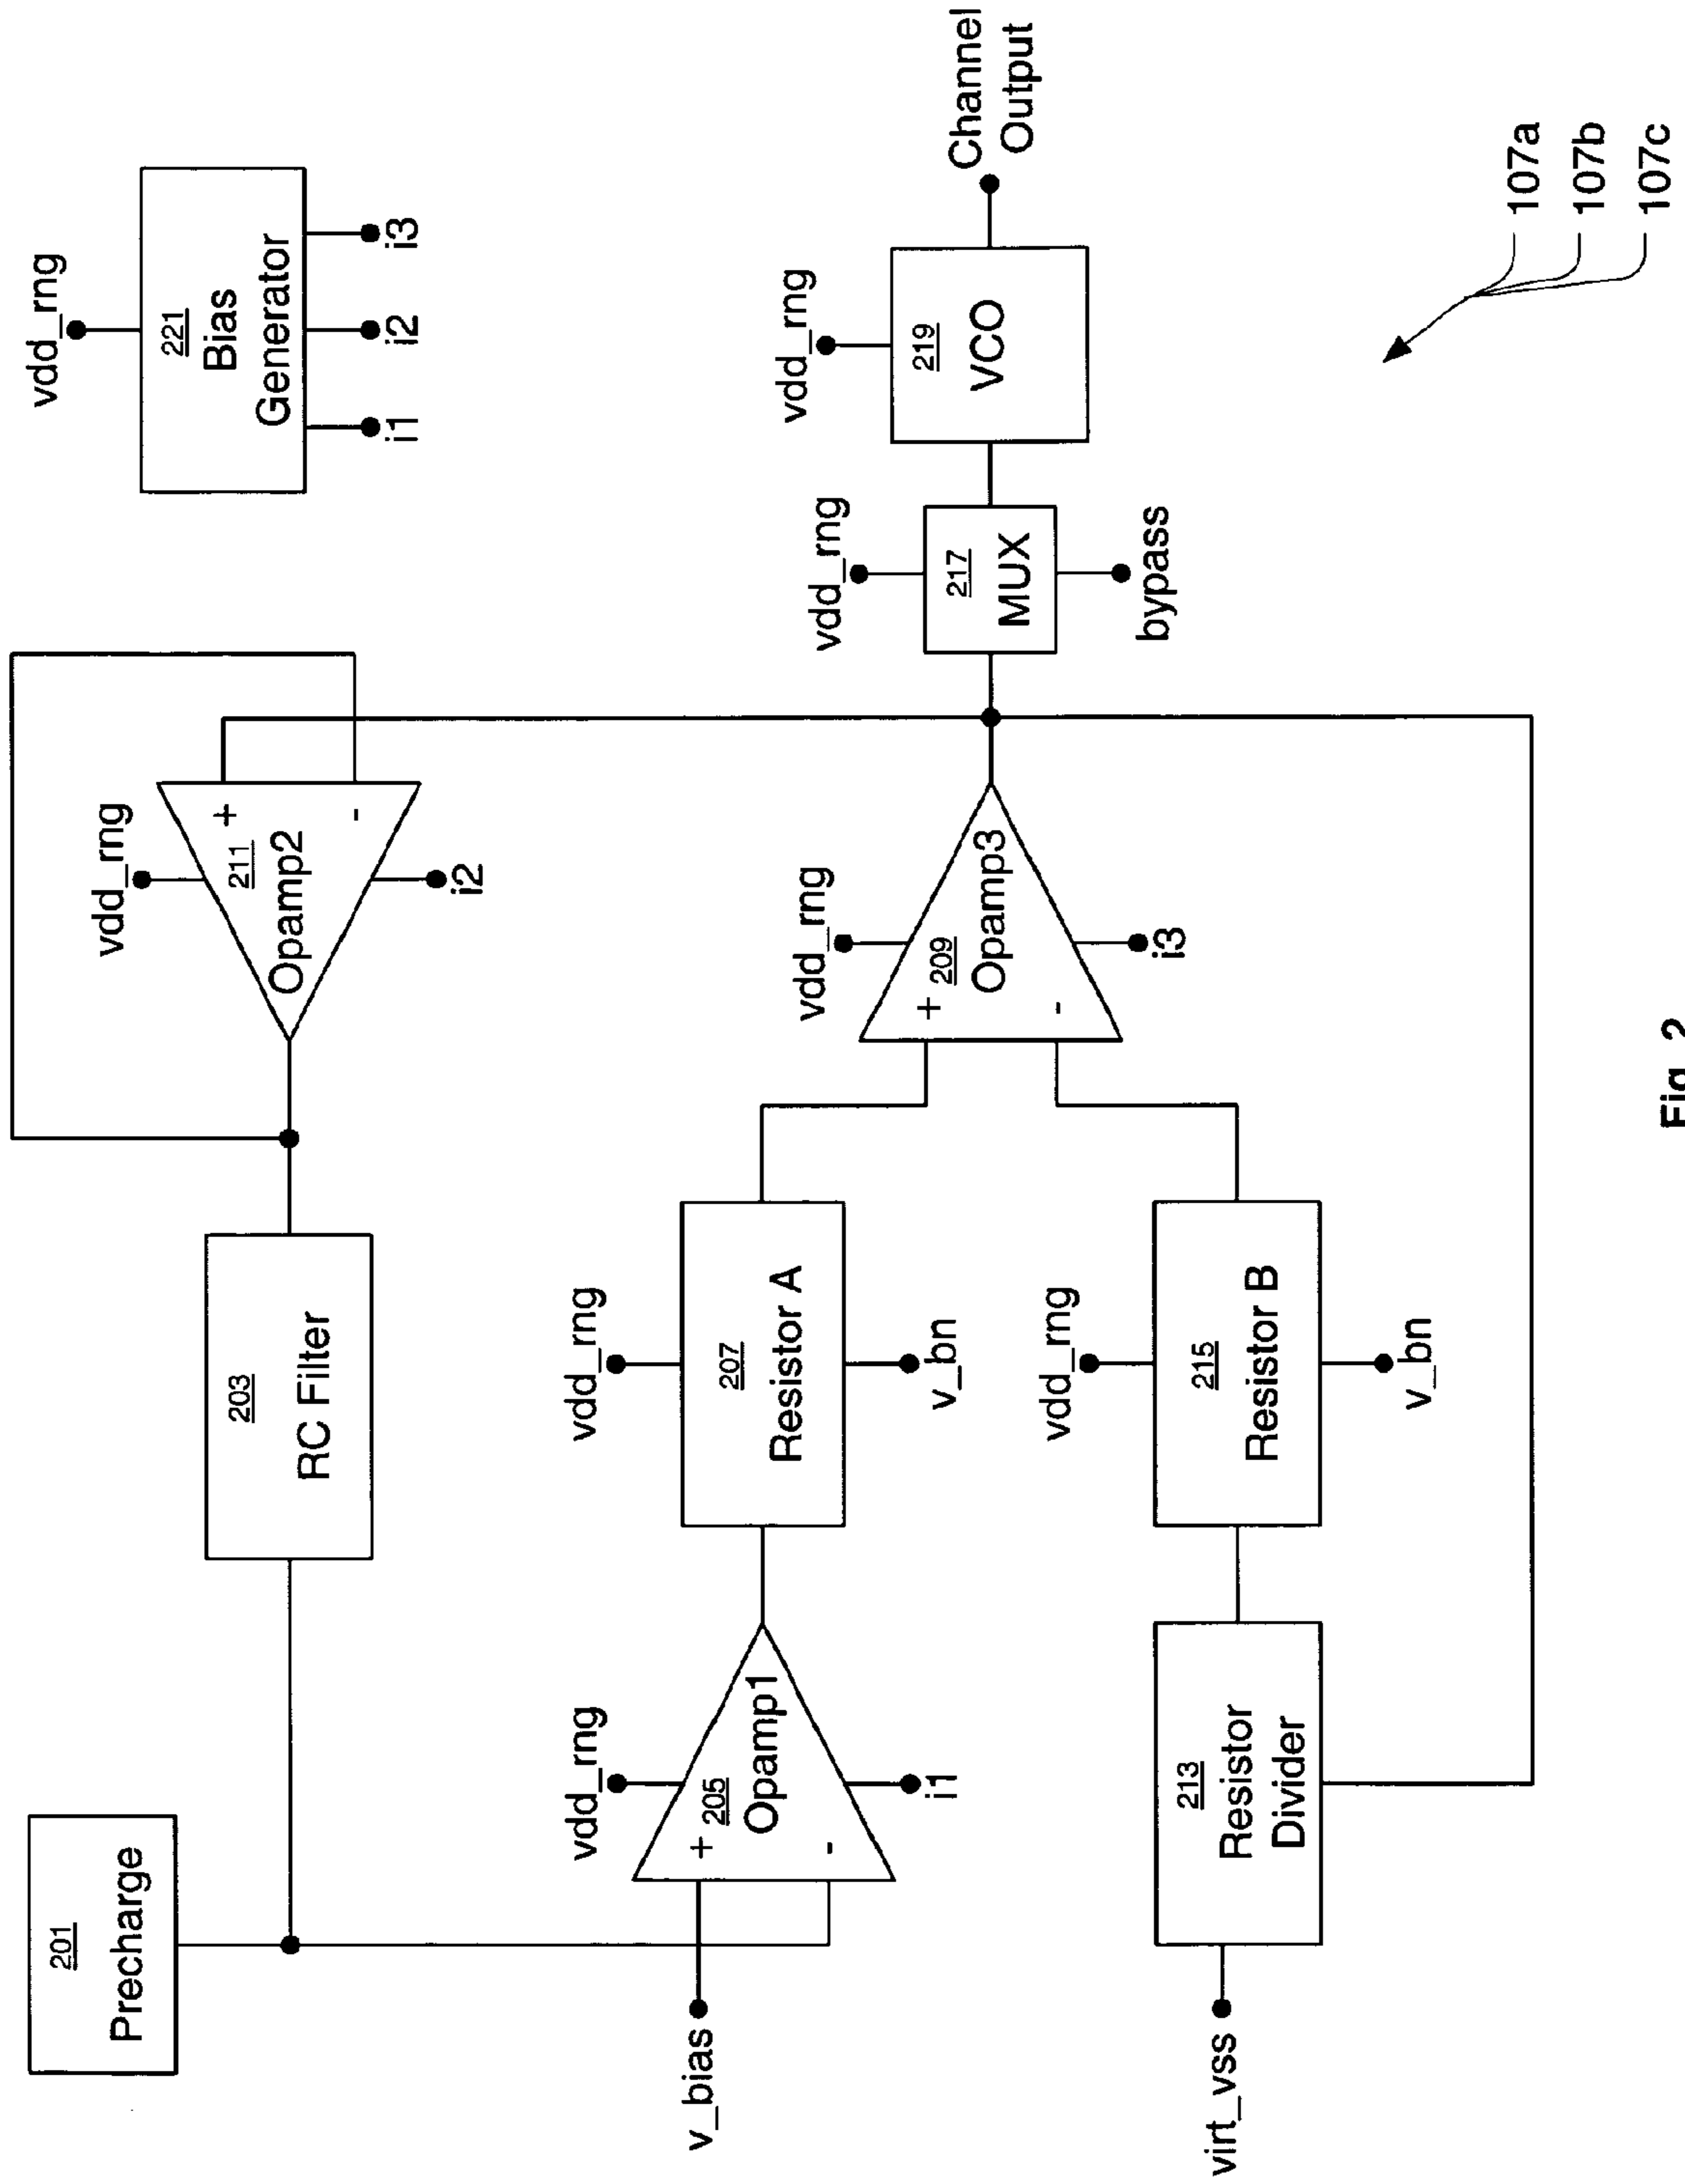 201
Precharge
203
RC Filter
vdd_rng
+
211
-
Opamp2
i2
vdd_rng
221
Bias
Generator
i1
i2
i3
v_bias
vdd_rng
+
205
-
Opamp1
i1
vdd_rng
207
Resistor A
v_bn
vdd_rng
+
209
-
Opamp3
i3
vdd_rng
217
MUX
bypass
vdd_rng
219
VCO
Channel
Output
virt_vss
213
Resistor
Divider
vdd_rng
215
Resistor B
v_bn
107a
107b
107c
Fig. 2